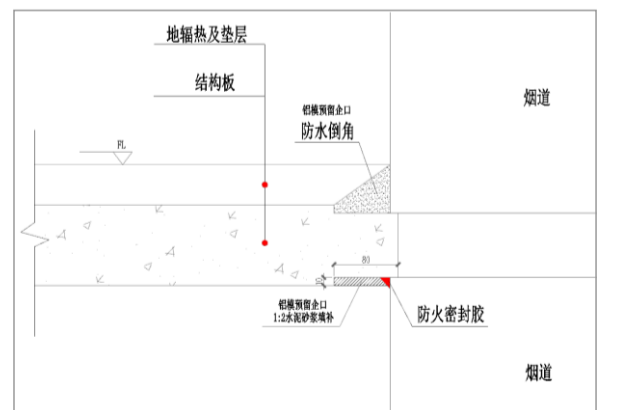 地辐热及垫层
结构板
烟道
铝模预留企口
防水倒角
FL
80
10
铝模预留企口
1:2水泥砂浆填补
防火密封胶
烟道